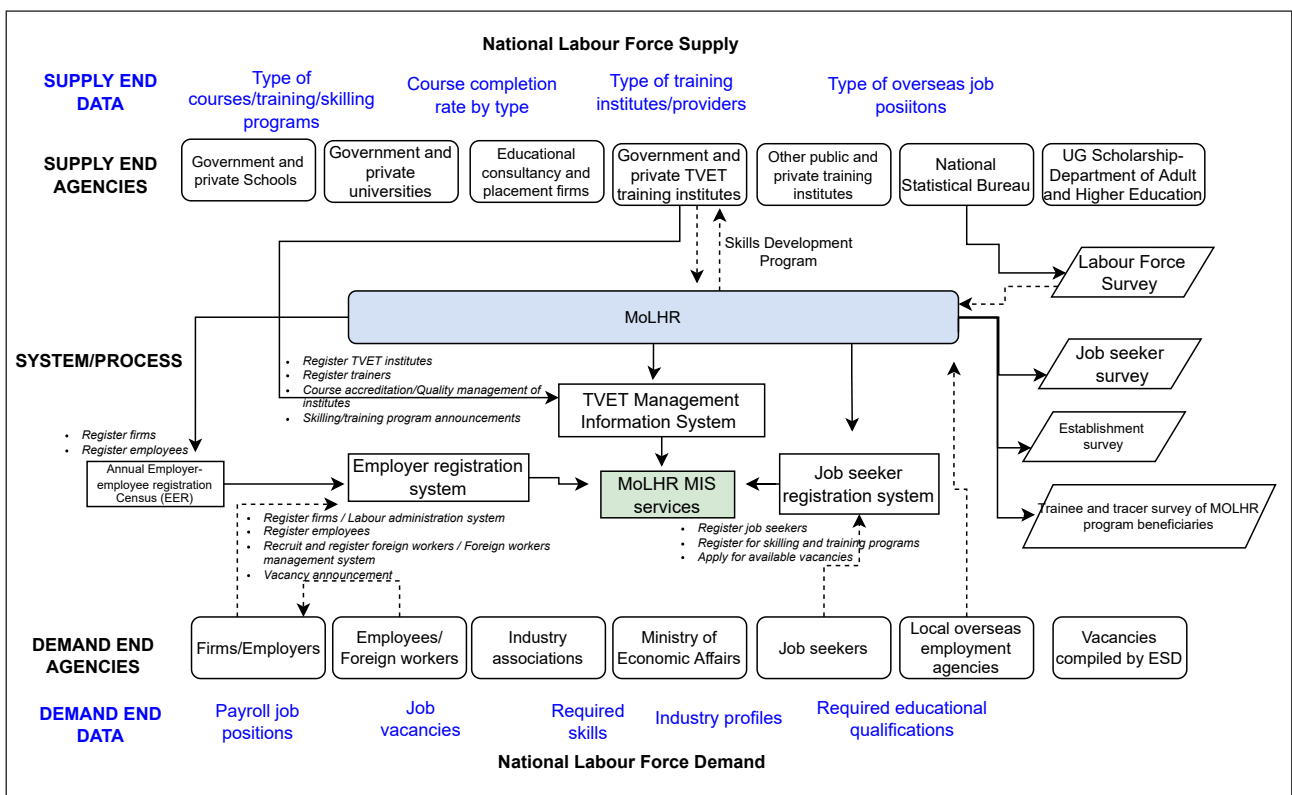 National Labour Force Supply
SUPPLY END
DATA
Type of
courses/training/skilling
programs
Course completion
rate by type
Type of training
institutes/providers
Type of overseas job
posiitons
SUPPLY END
AGENCIES
Government and
private Schools
Government and
private
universities
Educational
consultancy and
placement firms
Government and
private TVET
training institutes
Other public and
private training
institutes
National
Statistical Bureau
UG Scholarship-
Department of Adult
and Higher Education
Skills Development
Program
Labour Force
Survey
MoLHR
SYSTEM/PROCESS
• Register TVET institutes
• Register trainers
• Course accreditation/Quality management of
institutes
• Skilling/training program announcements
TVET Management
Information System
Job seeker
survey
Establishment
survey
• Register firms
• Register employees
Annual Employer-
employee registration
Census (EER)
Employer registration
system
MoLHR MIS
services
Job seeker
registration system
Trainee and tracer survey of MOLHR
program beneficiaries
• Register firms / Labour administration system
• Register employees
• Recruit and register foreign workers / Foreign workers
management system
• Vacancy announcement
• Register job seekers
• Register for skilling and training programs
• Apply for available vacancies
DEMAND END
AGENCIES
Firms/Employers
Employees/
Foreign workers
Industry
associations
Ministry of
Economic Affairs
Job seekers
Local overseas
employment
agencies
Vacancies
compiled by ESD
DEMAND END
DATA
Payroll job
positions
Job
vacancies
Required
skills
Industry profiles
Required educational
qualifications
National Labour Force Demand